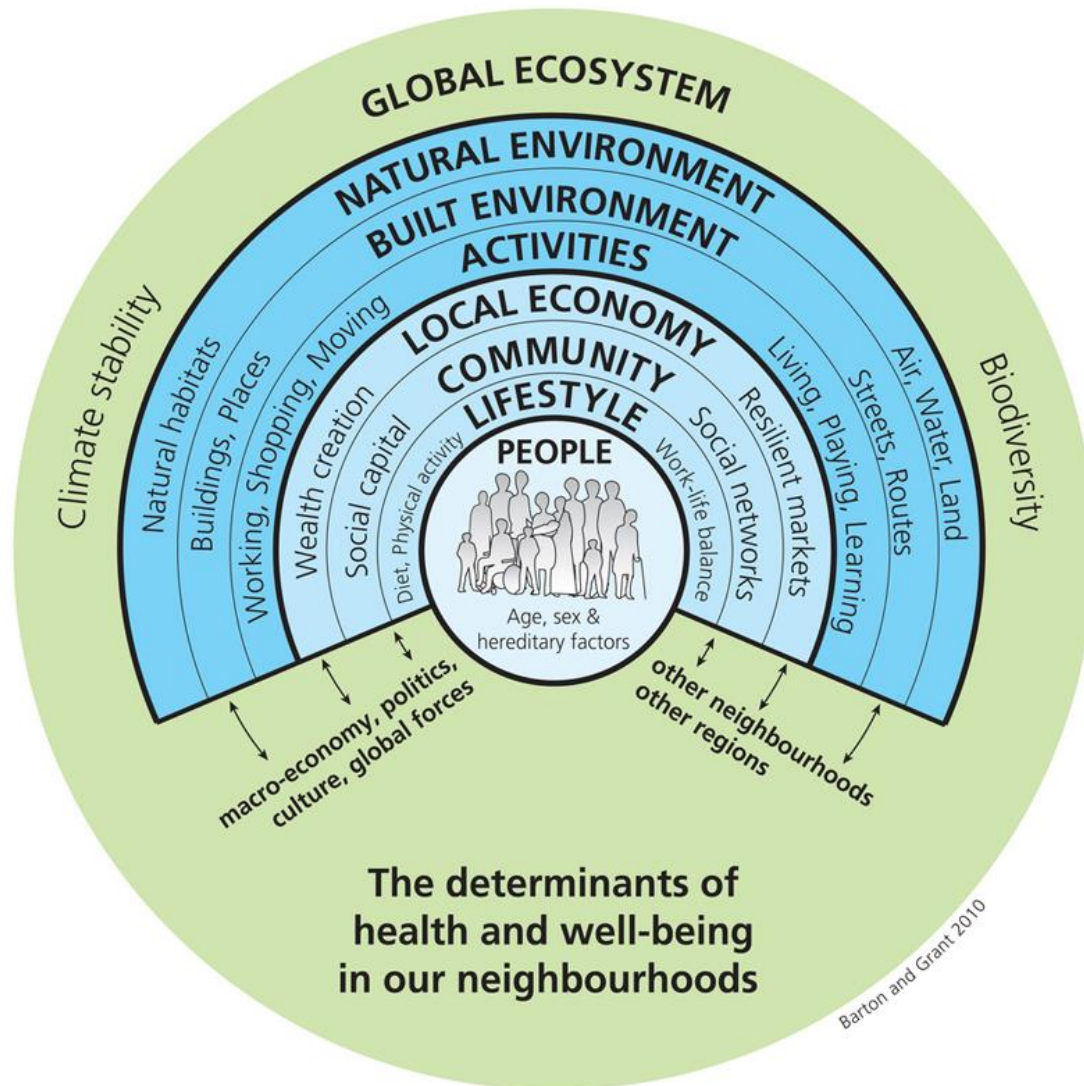 GLOBAL ECOSYSTEM
NATURAL ENVIRONMENT
BUILT ENVIRONMENT
ACTIVITIES
LOCAL ECONOMY
COMMUNITY
LIFESTYLE
PEOPLE
Age, sex &
hereditary factors
Climate stability
Natural habitats
Buildings, Places
Working, Shopping, Moving
Wealth creation
Social capital
Diet, Physical activity
Work-life balance
Social networks
Resilient markets
Living, Playing, Learning
Streets, Routes
Air, Water, Land
Biodiversity
macro-economy, politics,
culture, global forces
other neighbourhoods
other regions
The determinants of
health and well-being
in our neighbourhoods
Barton and Grant 2010